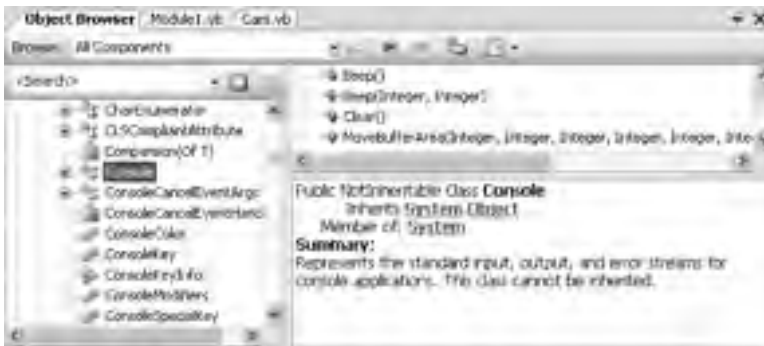 Object Browser Module1.vb Cars.vb
Browse: All Components
<Search>
CharEnumerator
CLSCompliantAttribute
Comparison(Of T)
Console
ConsoleCancelEventArgs
ConsoleCancelEventHandl
ConsoleColor
ConsoleKey
ConsoleKeyInfo
ConsoleModifiers
ConsoleSpecialKey
Beep()
Beep(Integer, Integer)
Clear()
MoveBufferArea(Integer, Integer, Integer, Integer, Integer, Inte
Public NotInheritable Class Console
Inherits System.Object
Member of: System
Summary:
Represents the standard input, output, and error streams for
console applications. This class cannot be inherited.